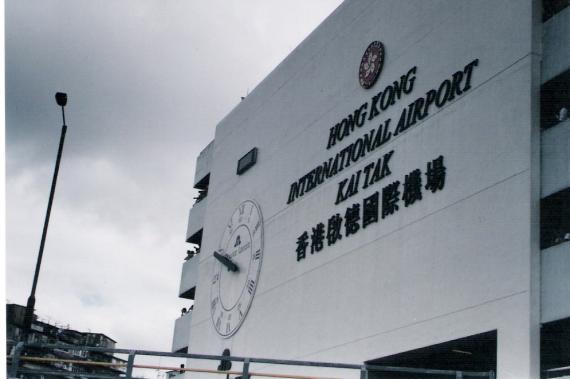 HONG KONG
INTERNATIONAL AIRPORT
KAI TAK
香港啟德國際機場